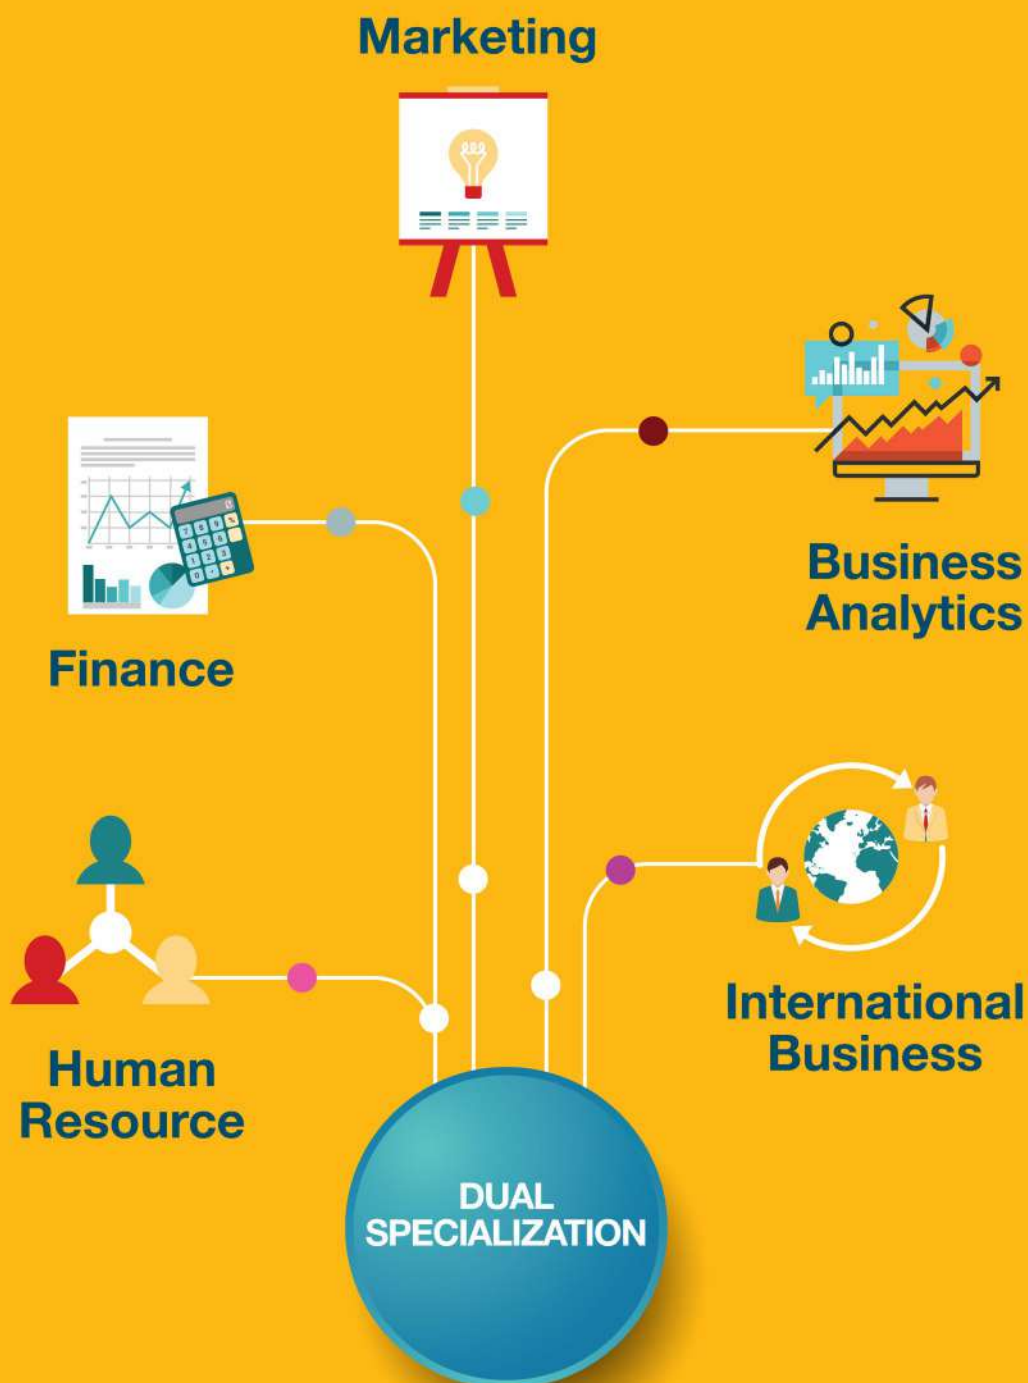 Marketing
Business
Analytics
Finance
International
Business
Human
Resource
DUAL
SPECIALIZATION